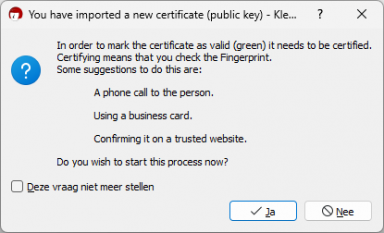 You have imported a new certificate (public key) - Kle...
In order to mark the certificate as valid (green) it needs to be certified.
Certifying means that you check the Fingerprint.
Some suggestions to do this are:
A phone call to the person.
Using a business card.
Confirming it on a trusted website.
Do you wish to start this process now?
Deze vraag niet meer stellen
Ja
Nee